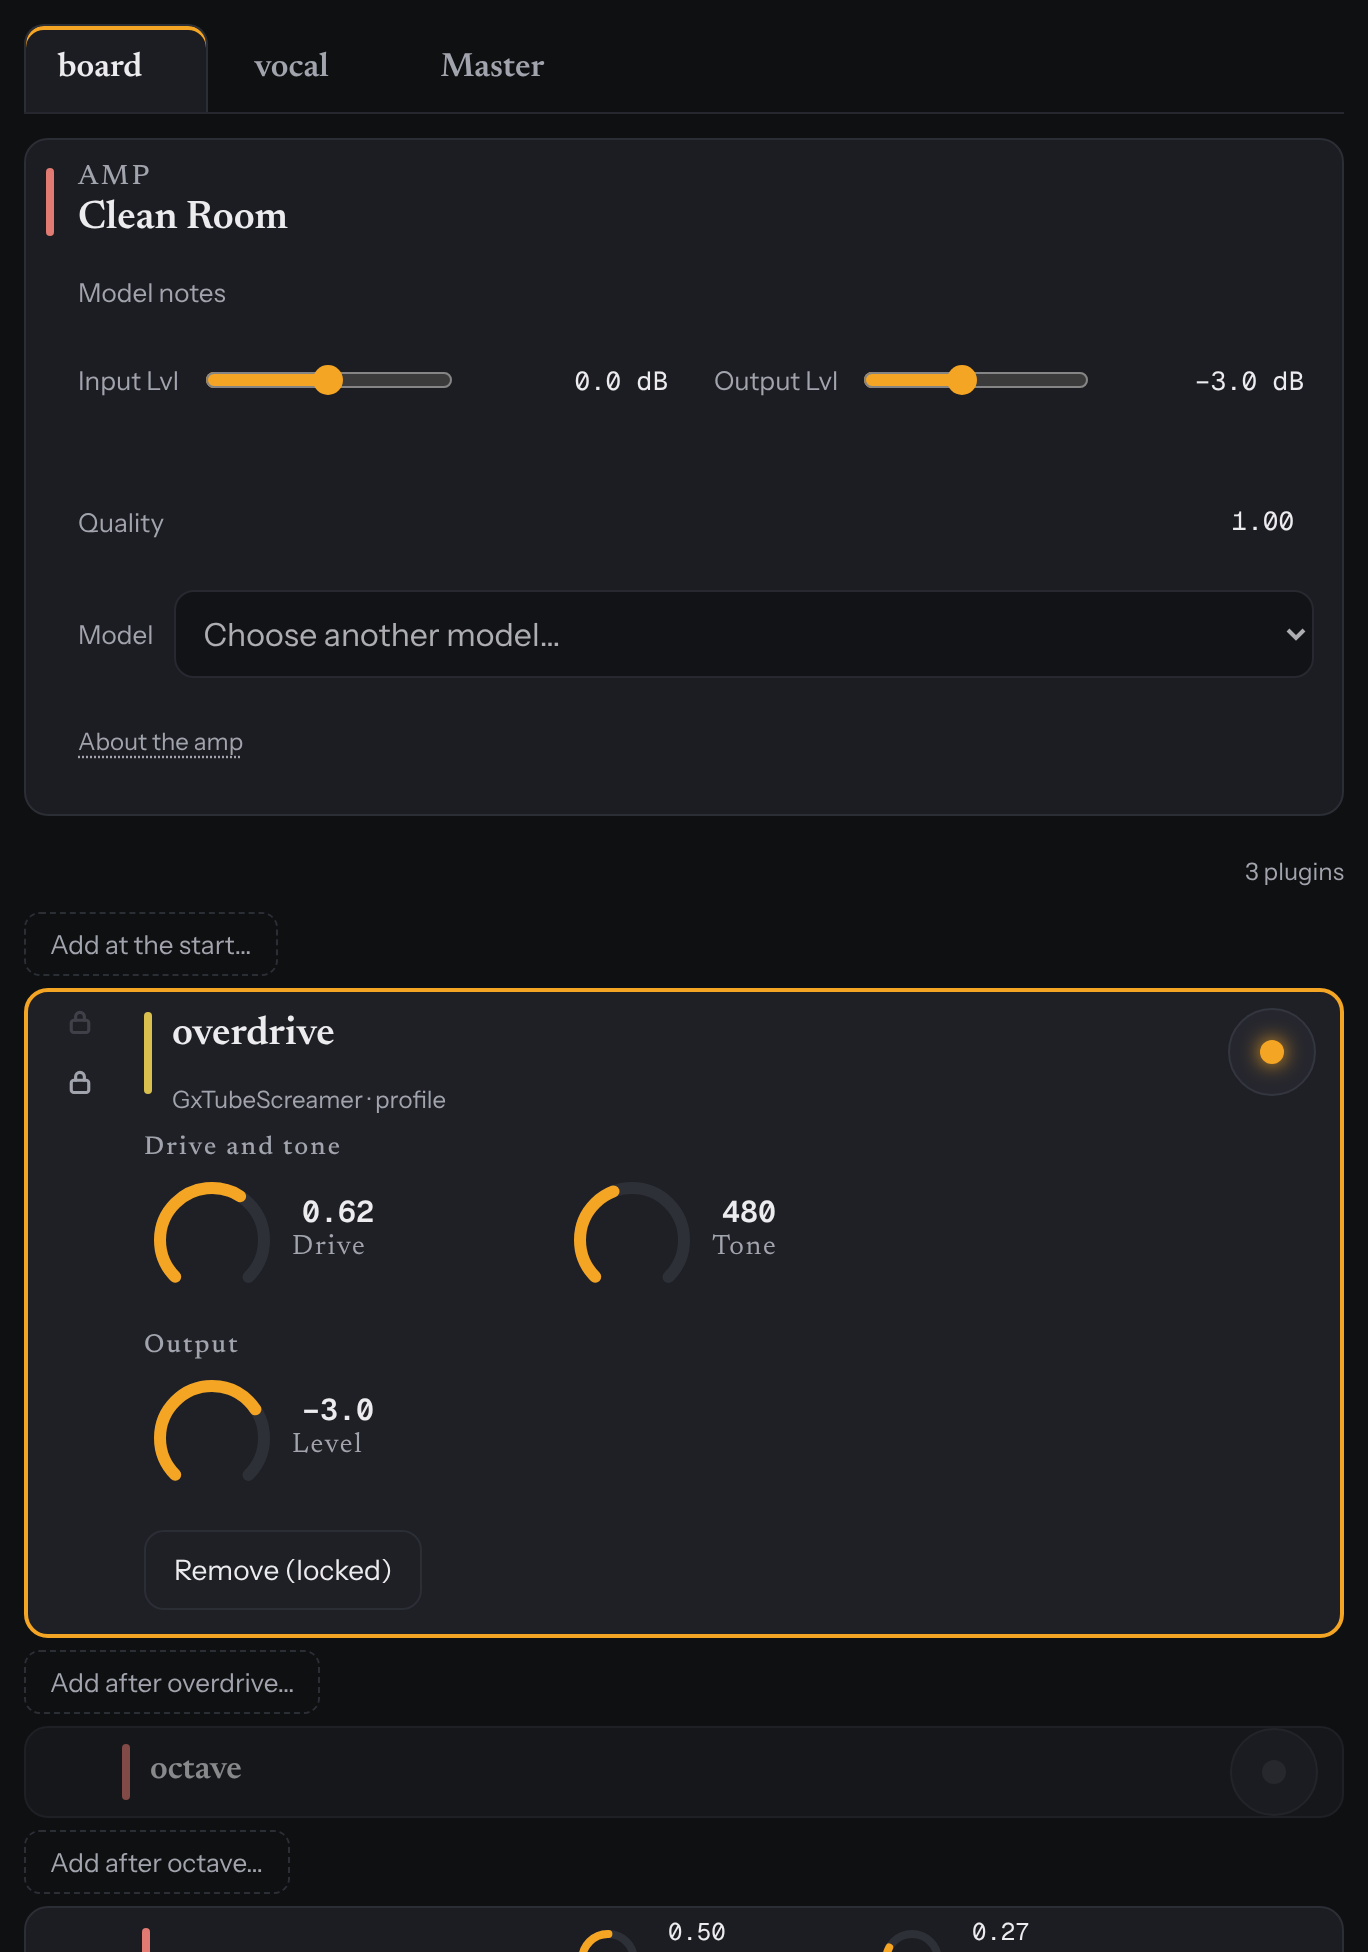 board vocal Master
AMP
Clean Room
Model notes
Input Lvl 0.0 dB Output Lvl −3.0 dB
Quality 1.00
Model Choose another model...
About the amp
3 plugins
Add at the start...
overdrive
GxTubeScreamer · profile
Drive and tone
0.62 480
Drive Tone
Output
−3.0
Level
Remove (locked)
Add after overdrive...
octave
Add after octave...
0.50 0.27